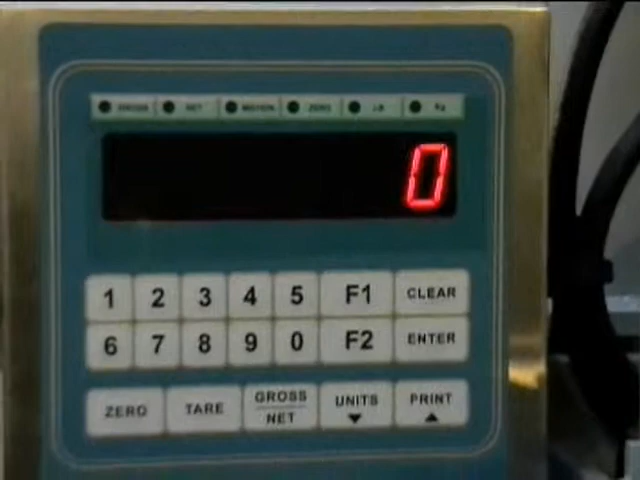 GROSS NET MOTION ZERO LB Kg
0
1 2 3 4 5 F1 CLEAR
6 7 8 9 0 F2 ENTER
ZERO TARE GROSS NET UNITS PRINT